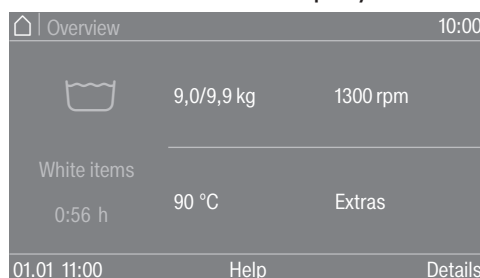 Overview 10:00
9,0/9,9 kg 1300 rpm
White items
0:56 h
90 °C Extras
01.01 11:00 Help Details